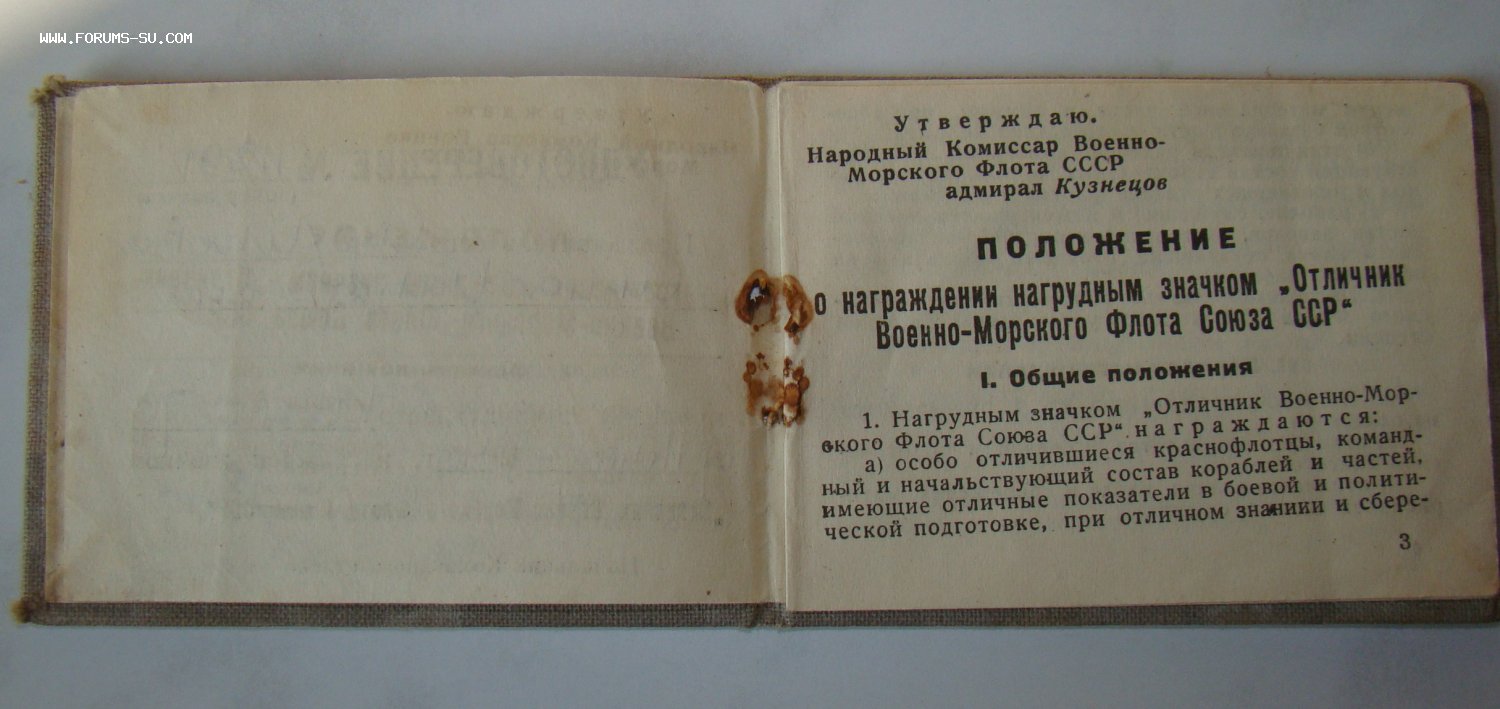 WWW.FORUMS-SU.COM
Утверждаю.
Народный Комиссар Военно-
Морского Флота СССР
адмирал Кузнецов
ПОЛОЖЕНИЕ
о награждении нагрудным значком „Отличник
Военно-Морского Флота Союза ССР“
I. Общие положения
1. Нагрудным значком „Отличник Военно-Мор-
ского Флота Союза ССР“ награждаются:
а) особо отличившиеся краснофлотцы, команд-
ный и начальствующий состав кораблей и частей,
имеющие отличные показатели в боевой и полити-
ческой подготовке, при отличном знании и сбере-
3